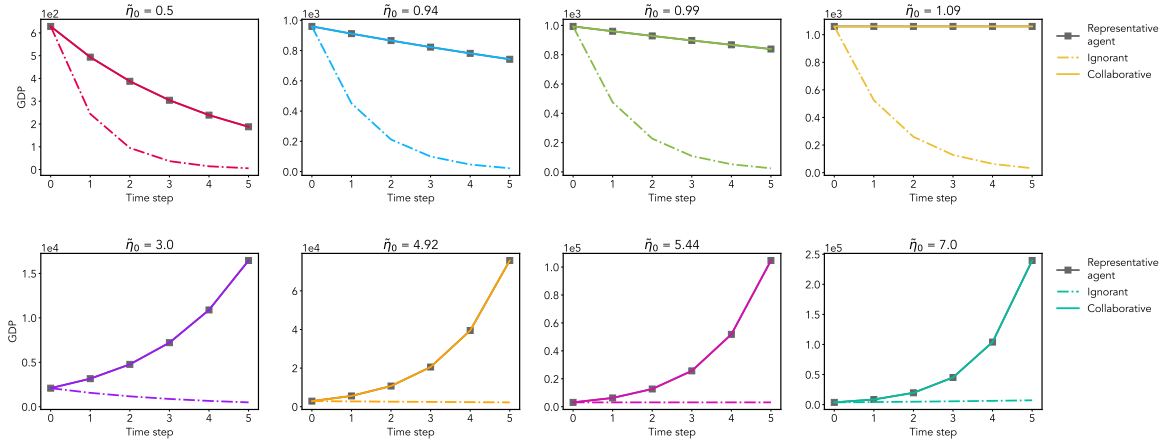 η̃₀ = 0.5
1e2
GDP
6
5
4
3
2
1
0
0 1 2 3 4 5
Time step
η̃₀ = 0.94
1e3
1.0
0.8
0.6
0.4
0.2
0.0
0 1 2 3 4 5
Time step
η̃₀ = 0.99
1e3
1.0
0.8
0.6
0.4
0.2
0.0
0 1 2 3 4 5
Time step
η̃₀ = 1.09
1e3
1.0
0.8
0.6
0.4
0.2
0.0
0 1 2 3 4 5
Time step
Representative
agent
Ignorant
Collaborative
η̃₀ = 3.0
1e4
GDP
1.5
1.0
0.5
0.0
0 1 2 3 4 5
Time step
η̃₀ = 4.92
1e4
6
4
2
0
0 1 2 3 4 5
Time step
η̃₀ = 5.44
1e5
1.0
0.8
0.6
0.4
0.2
0.0
0 1 2 3 4 5
Time step
η̃₀ = 7.0
1e5
2.5
2.0
1.5
1.0
0.5
0.0
0 1 2 3 4 5
Time step
Representative
agent
Ignorant
Collaborative